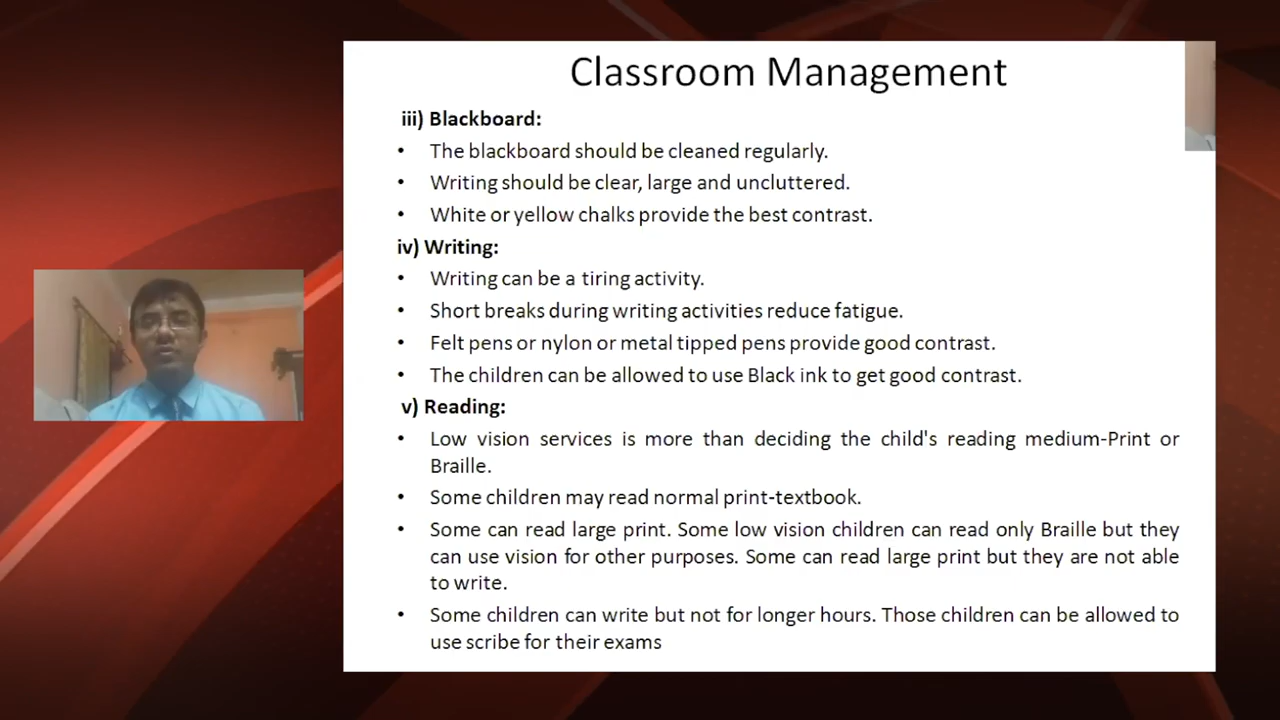 Classroom Management
iii) Blackboard:
• The blackboard should be cleaned regularly.
• Writing should be clear, large and uncluttered.
• White or yellow chalks provide the best contrast.
iv) Writing:
• Writing can be a tiring activity.
• Short breaks during writing activities reduce fatigue.
• Felt pens or nylon or metal tipped pens provide good contrast.
• The children can be allowed to use Black ink to get good contrast.
v) Reading:
• Low vision services is more than deciding the child's reading medium-Print or
Braille.
• Some children may read normal print-textbook.
• Some can read large print. Some low vision children can read only Braille but they
can use vision for other purposes. Some can read large print but they are not able
to write.
• Some children can write but not for longer hours. Those children can be allowed to
use scribe for their exams